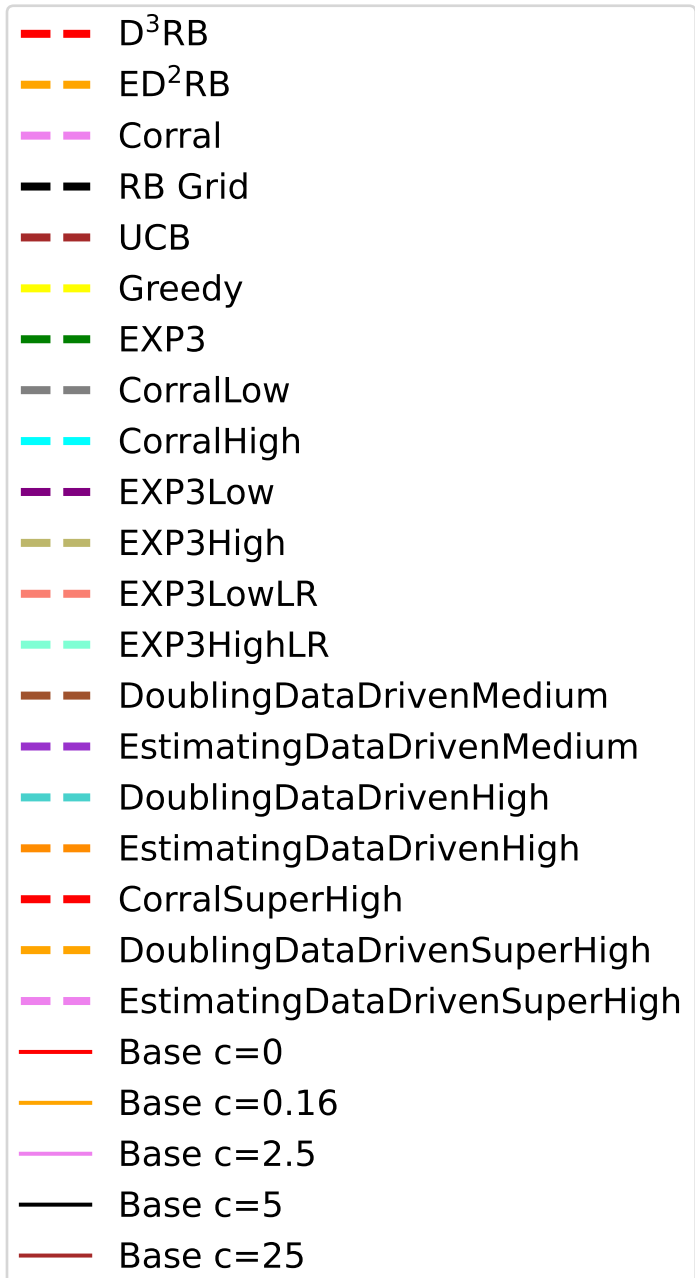 D³RB
ED²RB
Corral
RB Grid
UCB
Greedy
EXP3
CorralLow
CorralHigh
EXP3Low
EXP3High
EXP3LowLR
EXP3HighLR
DoublingDataDrivenMedium
EstimatingDataDrivenMedium
DoublingDataDrivenHigh
EstimatingDataDrivenHigh
CorralSuperHigh
DoublingDataDrivenSuperHigh
EstimatingDataDrivenSuperHigh
Base c=0
Base c=0.16
Base c=2.5
Base c=5
Base c=25